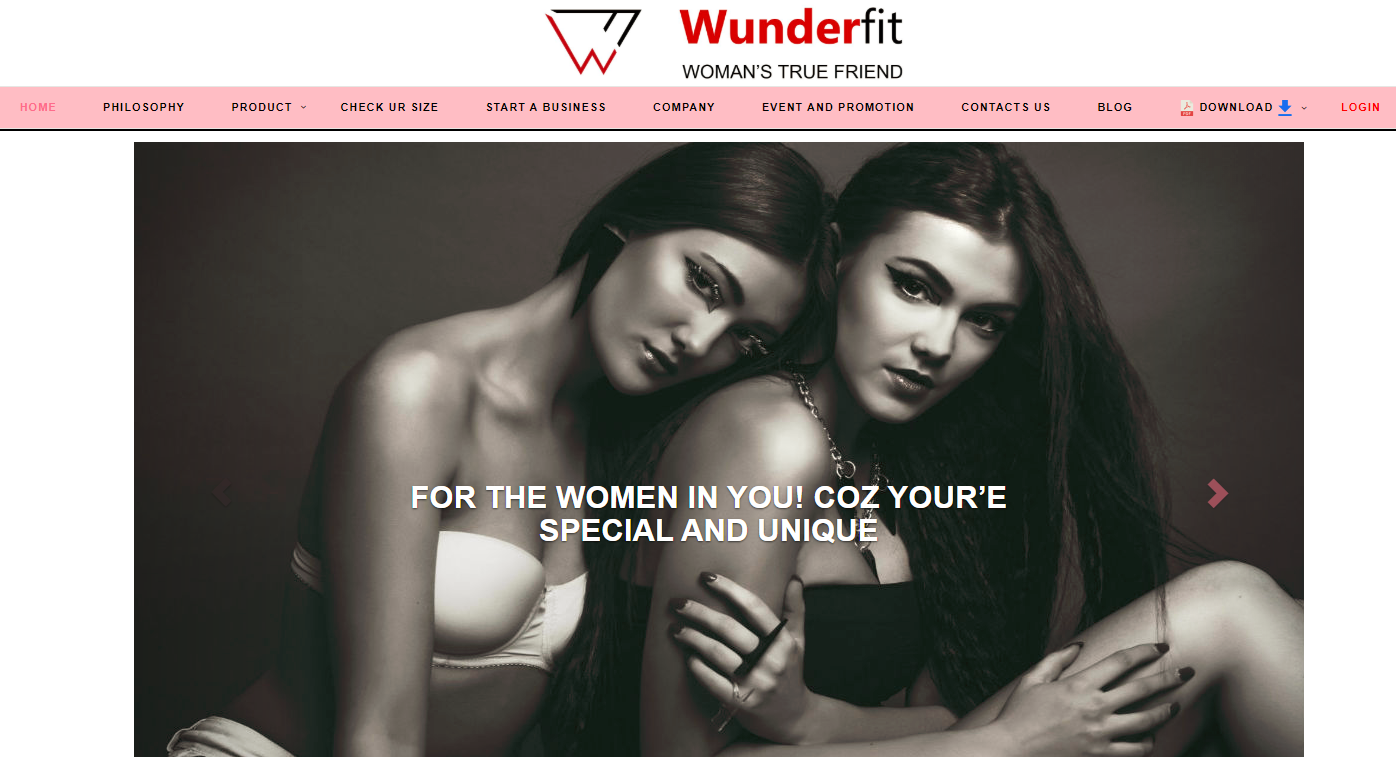 Wunderfit
WOMAN'S TRUE FRIEND
HOME PHILOSOPHY PRODUCT CHECK UR SIZE START A BUSINESS COMPANY EVENT AND PROMOTION CONTACTS US BLOG PDF DOWNLOAD LOGIN
FOR THE WOMEN IN YOU! COZ YOUR’E
SPECIAL AND UNIQUE